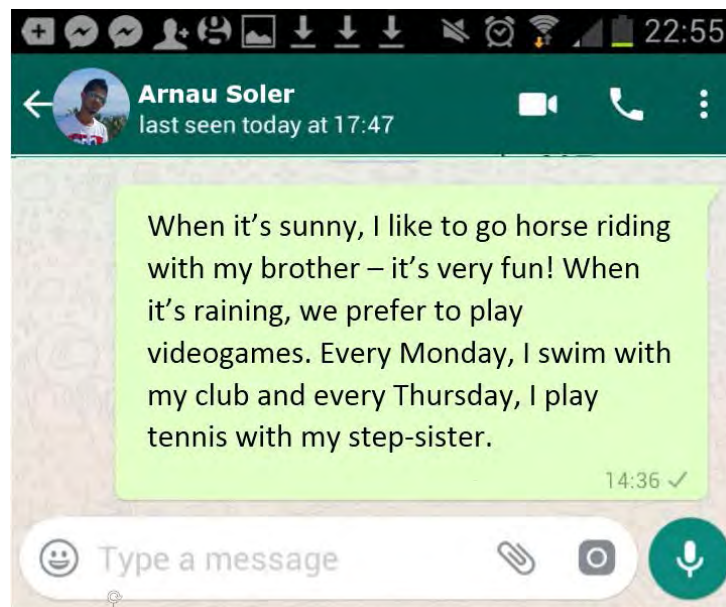 22:55
Arnau Soler
last seen today at 17:47
When it’s sunny, I like to go horse riding
with my brother – it’s very fun! When
it’s raining, we prefer to play
videogames. Every Monday, I swim with
my club and every Thursday, I play
tennis with my step-sister.
14:36
Type a message